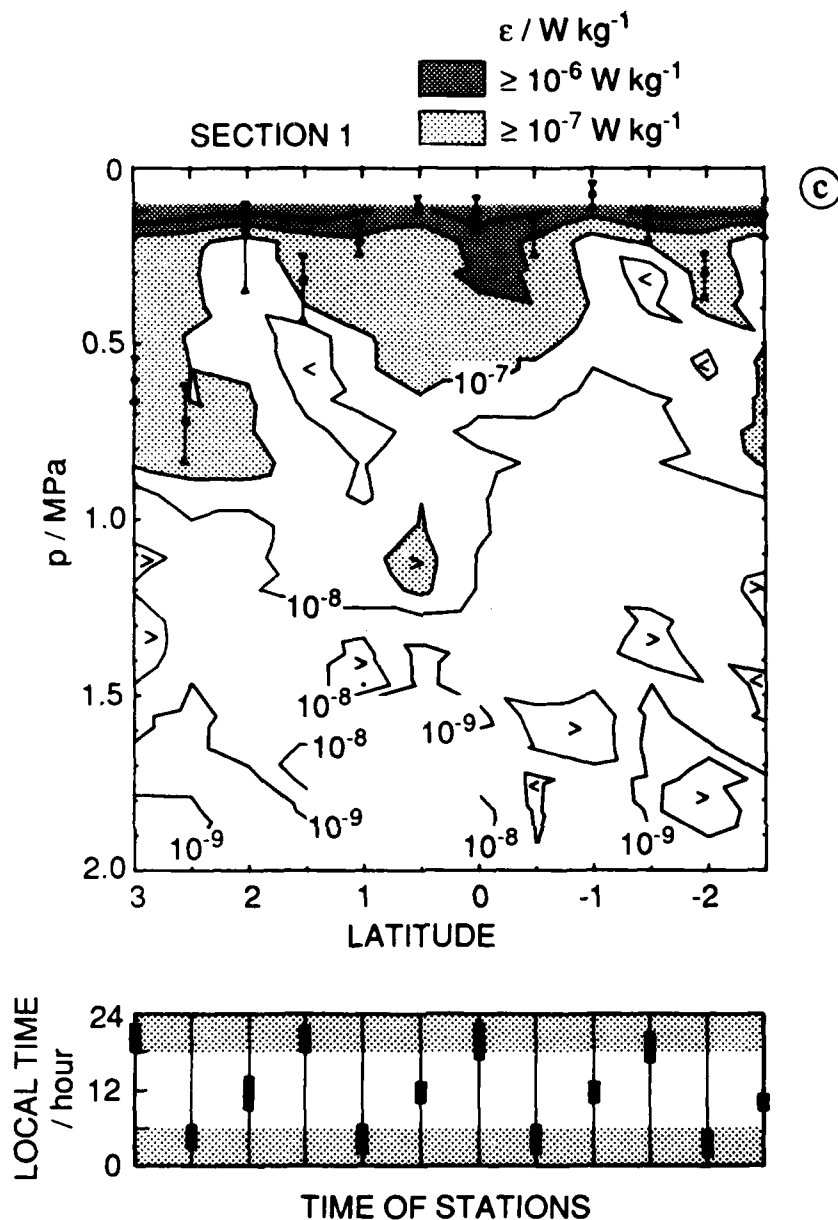 ε / W kg⁻¹
≥ 10⁻⁶ W kg⁻¹
≥ 10⁻⁷ W kg⁻¹
SECTION 1
c
0
0.5
1.0
1.5
2.0
p / MPa
<
<
<
10⁻⁷
>
>
10⁻⁸
>
>
>
>
<
10⁻⁸
10⁻⁸
10⁻⁹
>
<
>
10⁻⁹
10⁻⁹
10⁻⁸
10⁻⁹
3 2 1 0 -1 -2
LATITUDE
LOCAL TIME
/ hour
24
12
0
TIME OF STATIONS